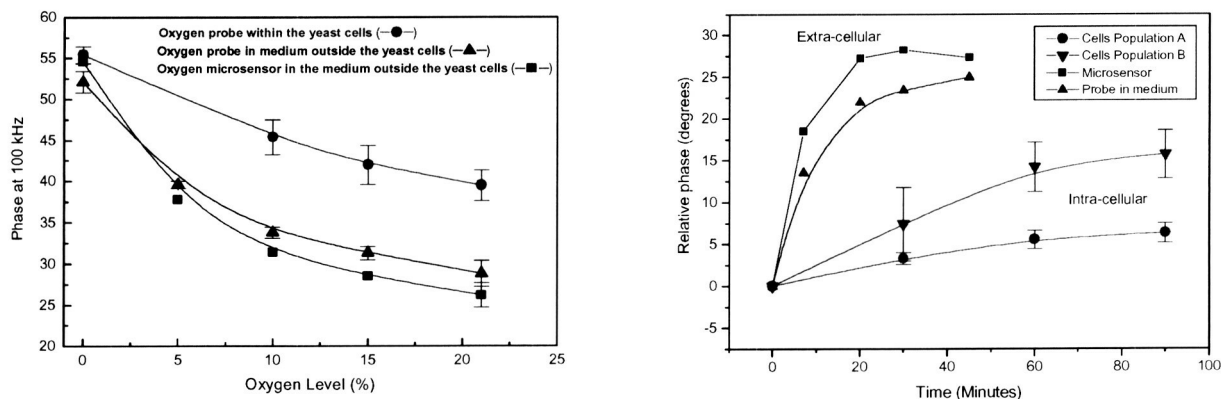 60
55
50
45
40
35
30
25
20
Phase at 100 kHz
Oxygen probe within the yeast cells (—●—)
Oxygen probe in medium outside the yeast cells (—▲—)
Oxygen microsensor in the medium outside the yeast cells (—■—)
0 5 10 15 20 25
Oxygen Level (%)
30
25
20
15
10
5
0
-5
Relative phase (degrees)
Extra-cellular
Cells Population A
Cells Population B
Microsensor
Probe in medium
Intra-cellular
0 20 40 60 80 100
Time (Minutes)